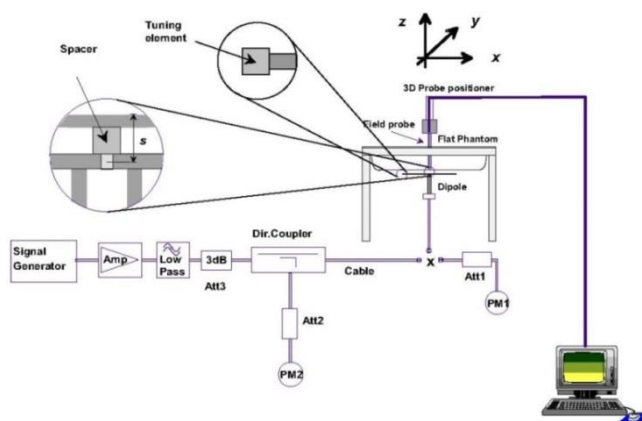 Tuning
element
Spacer
s
z
y
x
3D Probe positioner
Field probe
Flat Phantom
Dipole
Signal
Generator
Amp
Low
Pass
3dB
Att3
Dir.Coupler
Cable
x
Att1
PM1
Att2
PM2